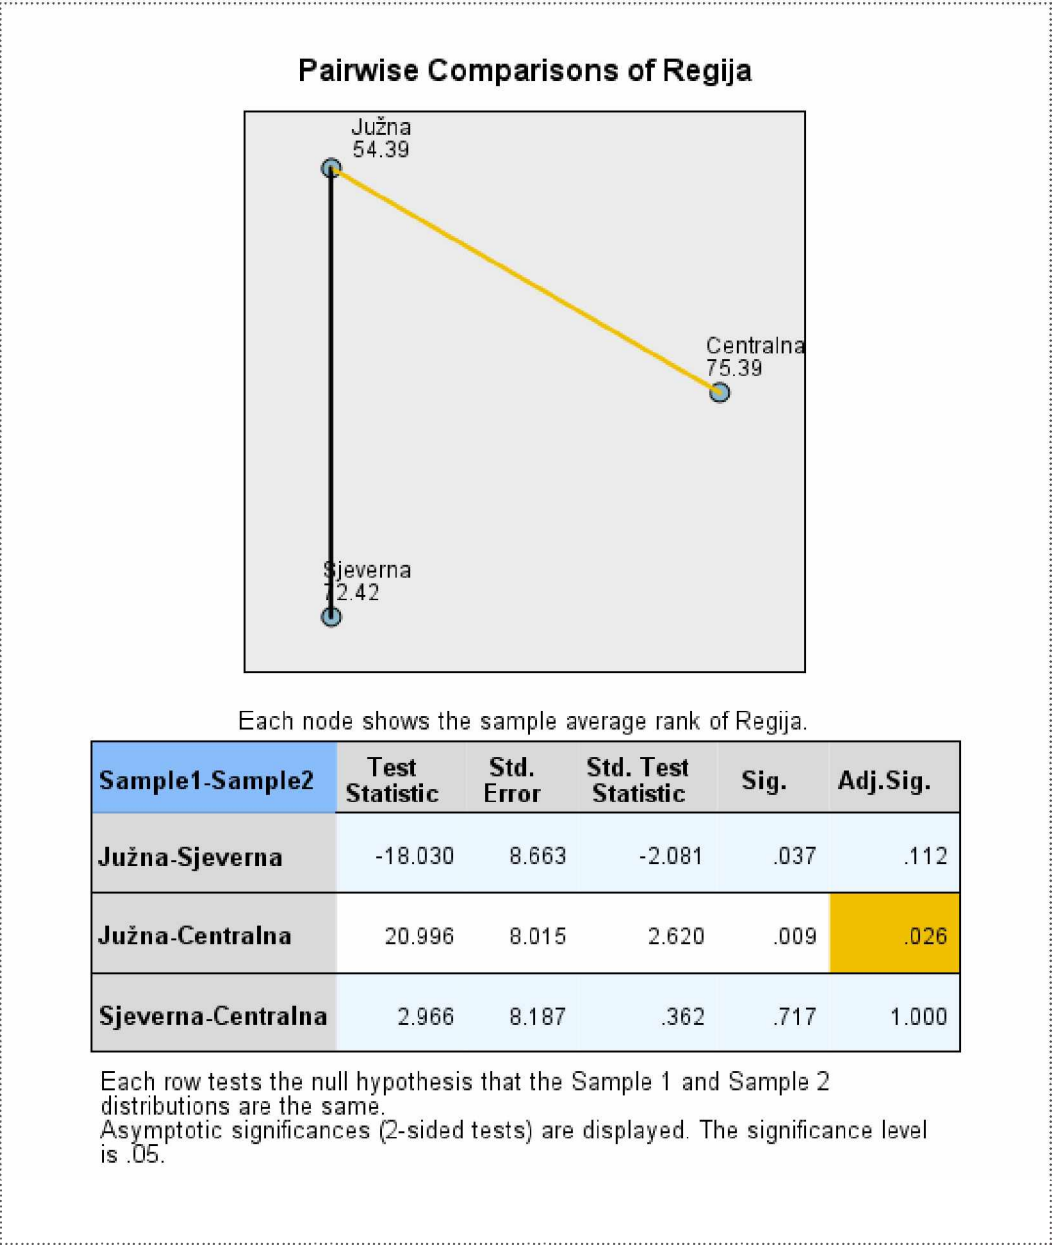 Pairwise Comparisons of Regija
Južna
54.39
Centralna
75.39
Sjeverna
72.42
Each node shows the sample average rank of Regija.
Sample1-Sample2 Test Statistic Std. Error Std. Test Statistic Sig. Adj.Sig.
Južna-Sjeverna -18.030 8.663 -2.081 .037 .112
Južna-Centralna 20.996 8.015 2.620 .009 .026
Sjeverna-Centralna 2.966 8.187 .362 .717 1.000
Each row tests the null hypothesis that the Sample 1 and Sample 2
distributions are the same.
Asymptotic significances (2-sided tests) are displayed. The significance level
is .05.